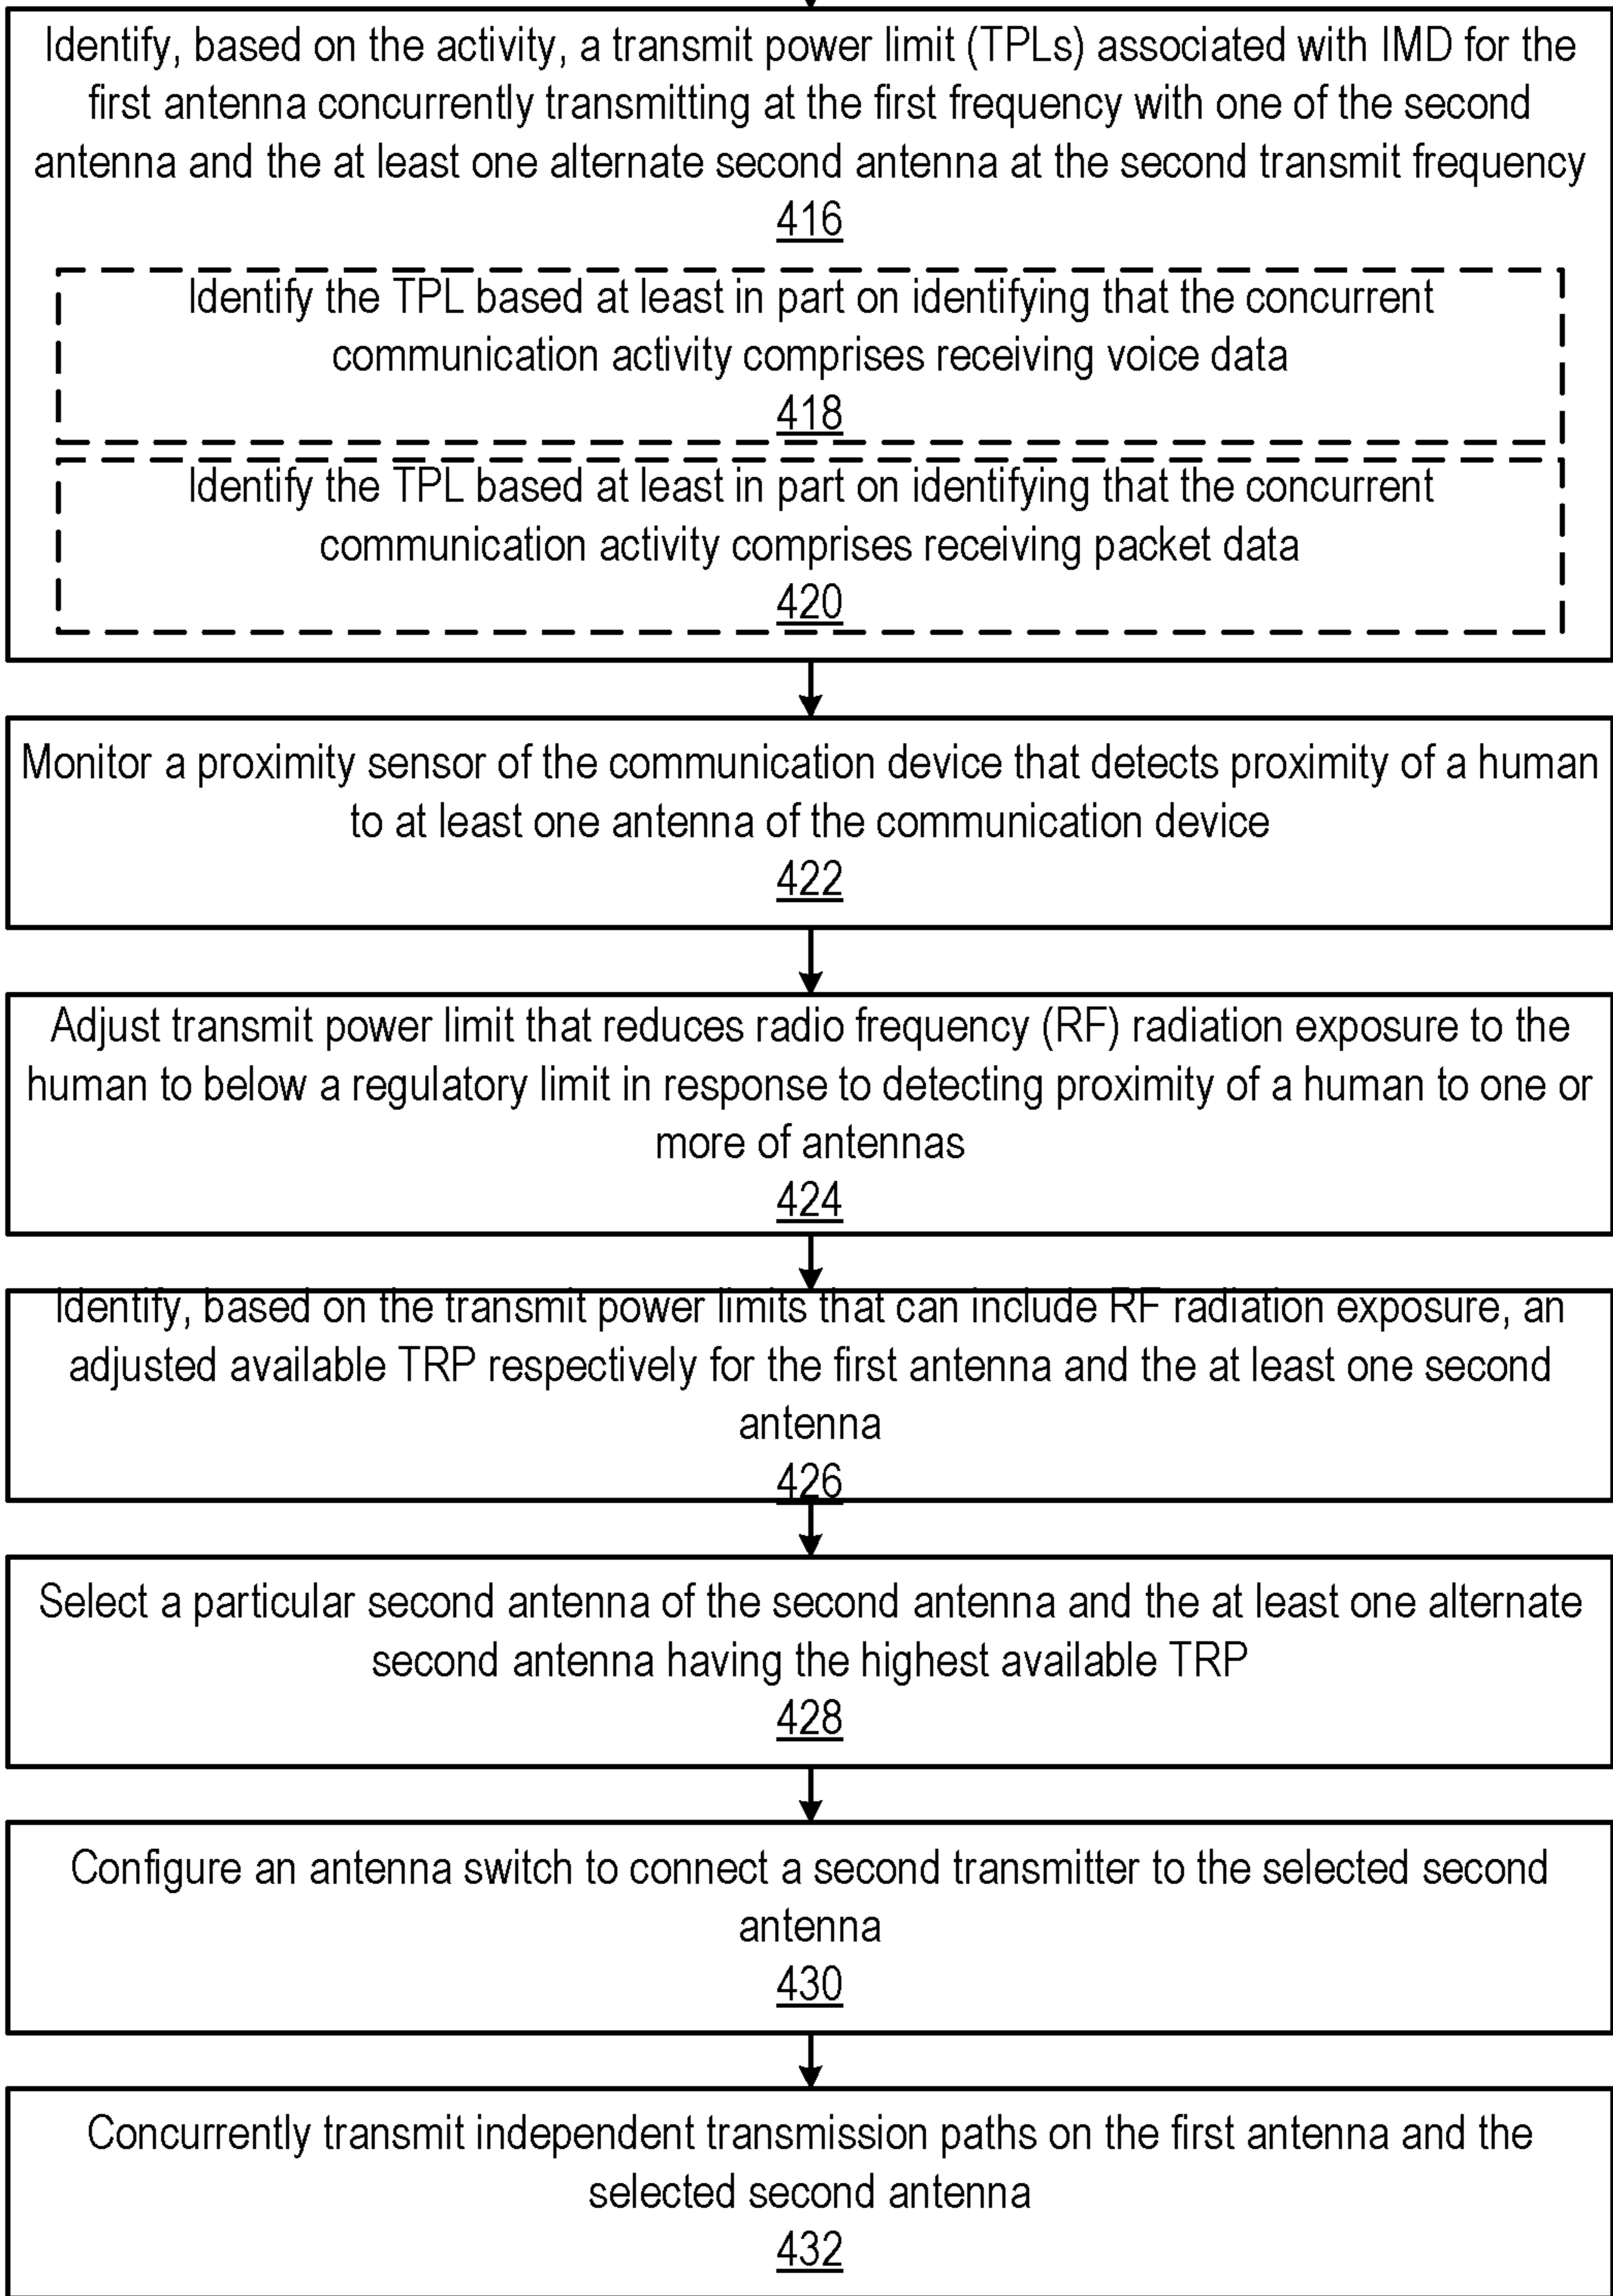 Identify, based on the activity, a transmit power limit (TPLs) associated with IMD for the
first antenna concurrently transmitting at the first frequency with one of the second
antenna and the at least one alternate second antenna at the second transmit frequency
416
Identify the TPL based at least in part on identifying that the concurrent
communication activity comprises receiving voice data
418
Identify the TPL based at least in part on identifying that the concurrent
communication activity comprises receiving packet data
420
Monitor a proximity sensor of the communication device that detects proximity of a human
to at least one antenna of the communication device
422
Adjust transmit power limit that reduces radio frequency (RF) radiation exposure to the
human to below a regulatory limit in response to detecting proximity of a human to one or
more of antennas
424
Identify, based on the transmit power limits that can include RF radiation exposure, an
adjusted available TRP respectively for the first antenna and the at least one second
antenna
426
Select a particular second antenna of the second antenna and the at least one alternate
second antenna having the highest available TRP
428
Configure an antenna switch to connect a second transmitter to the selected second
antenna
430
Concurrently transmit independent transmission paths on the first antenna and the
selected second antenna
432